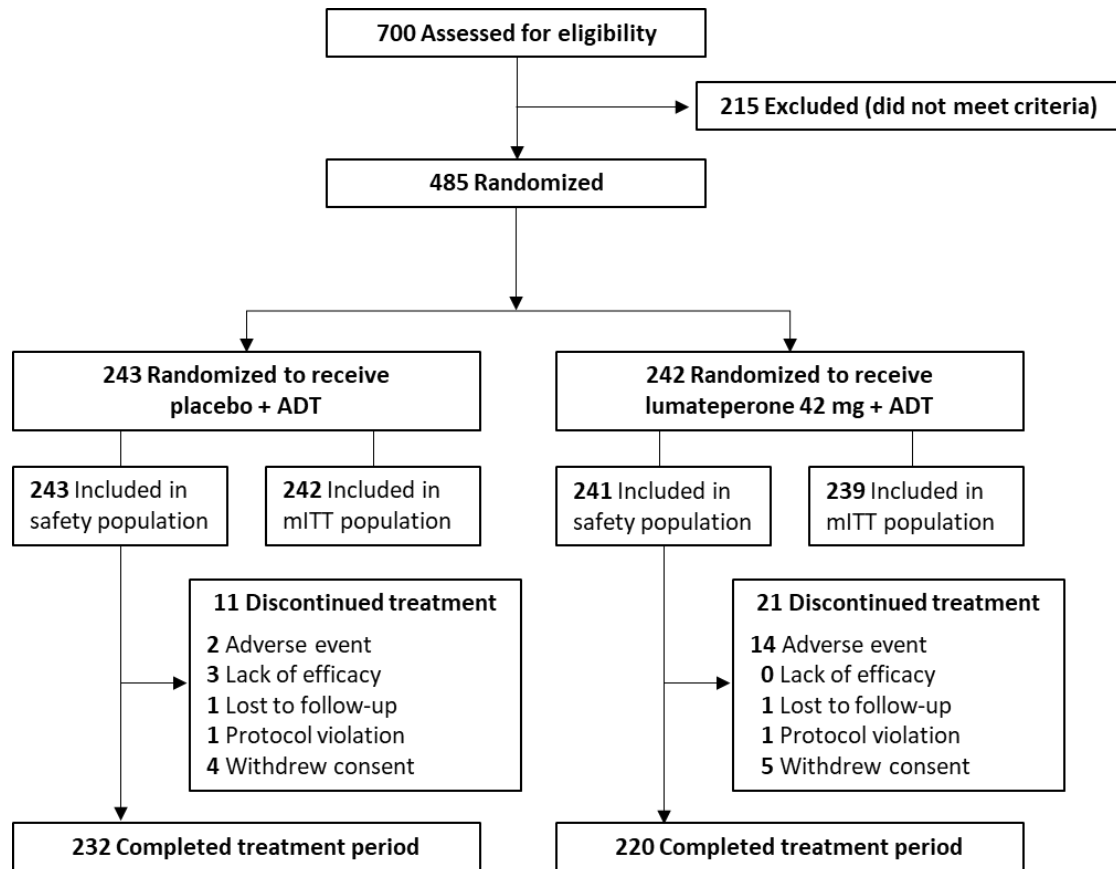 700 Assessed for eligibility
215 Excluded (did not meet criteria)
485 Randomized
243 Randomized to receive
placebo + ADT
242 Randomized to receive
lumateperone 42 mg + ADT
243 Included in
safety population
242 Included in
mITT population
241 Included in
safety population
239 Included in
mITT population
11 Discontinued treatment
2 Adverse event
3 Lack of efficacy
1 Lost to follow-up
1 Protocol violation
4 Withdrew consent
21 Discontinued treatment
14 Adverse event
0 Lack of efficacy
1 Lost to follow-up
1 Protocol violation
5 Withdrew consent
232 Completed treatment period
220 Completed treatment period